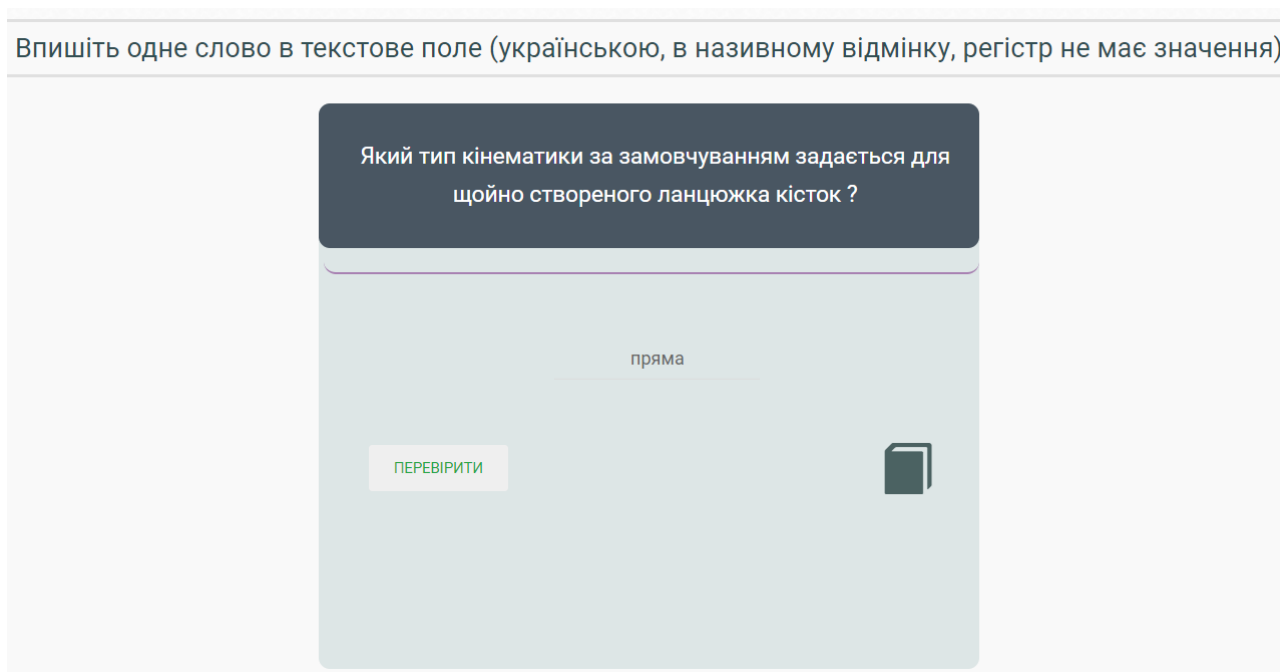 Впишіть одне слово в текстове поле (українською, в називному відмінку, регістр не має значення)
Який тип кінематики за замовчуванням задається для
щойно створеного ланцюжка кісток ?
пряма
ПЕРЕВІРИТИ